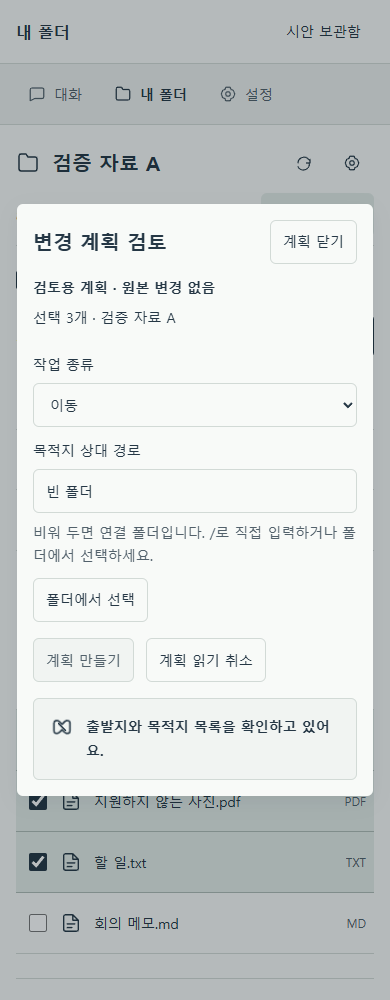 내 폴더
시안 보관함
대화
내 폴더
설정
검증 자료 A
변경 계획 검토
계획 닫기
검토용 계획 · 원본 변경 없음
선택 3개 · 검증 자료 A
작업 종류
이동
목적지 상대 경로
빈 폴더
비워 두면 연결 폴더입니다. /로 직접 입력하거나 폴
더에서 선택하세요.
폴더에서 선택
계획 만들기
계획 읽기 취소
출발지와 목적지 목록을 확인하고 있어
요.
지원하지 않는 사진.pdf
PDF
할 일.txt
TXT
회의 메모.md
MD